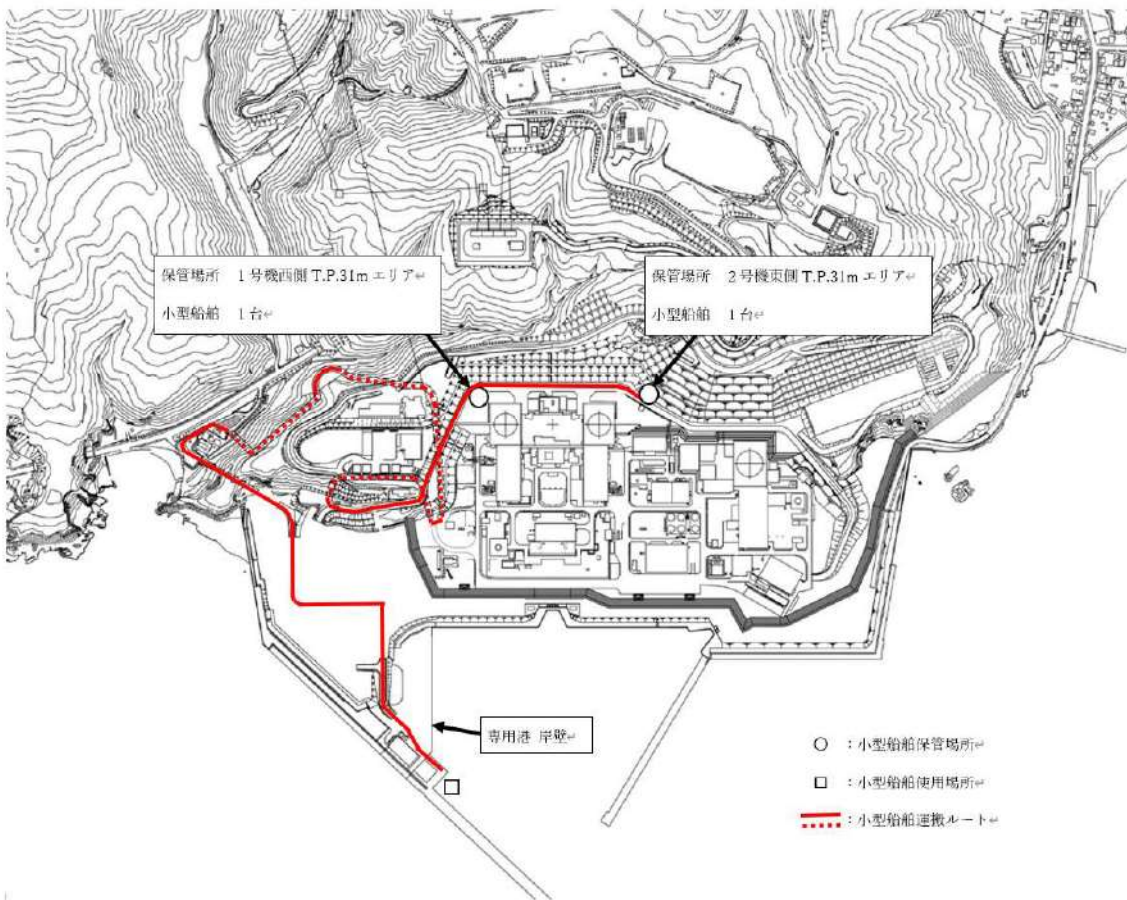 保管場所 1号機西側 T.P.31m エリア↵
小型船舶 1台↵
保管場所 2号機東側 T.P.31m エリア↵
小型船舶 1台↵
専用港 岸壁↵
○ ：小型船舶保管場所↵
□ ：小型船舶使用場所↵
：小型船舶運搬ルート↵